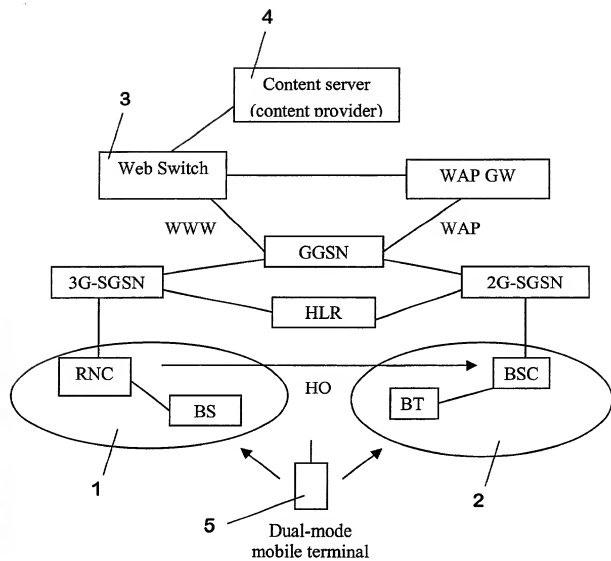 4
Content server
(content provider)
3
Web Switch
WAP GW
WWW
WAP
GGSN
3G-SGSN
2G-SGSN
HLR
RNC
BSC
HO
BS
BT
1
2
5
Dual-mode
mobile terminal